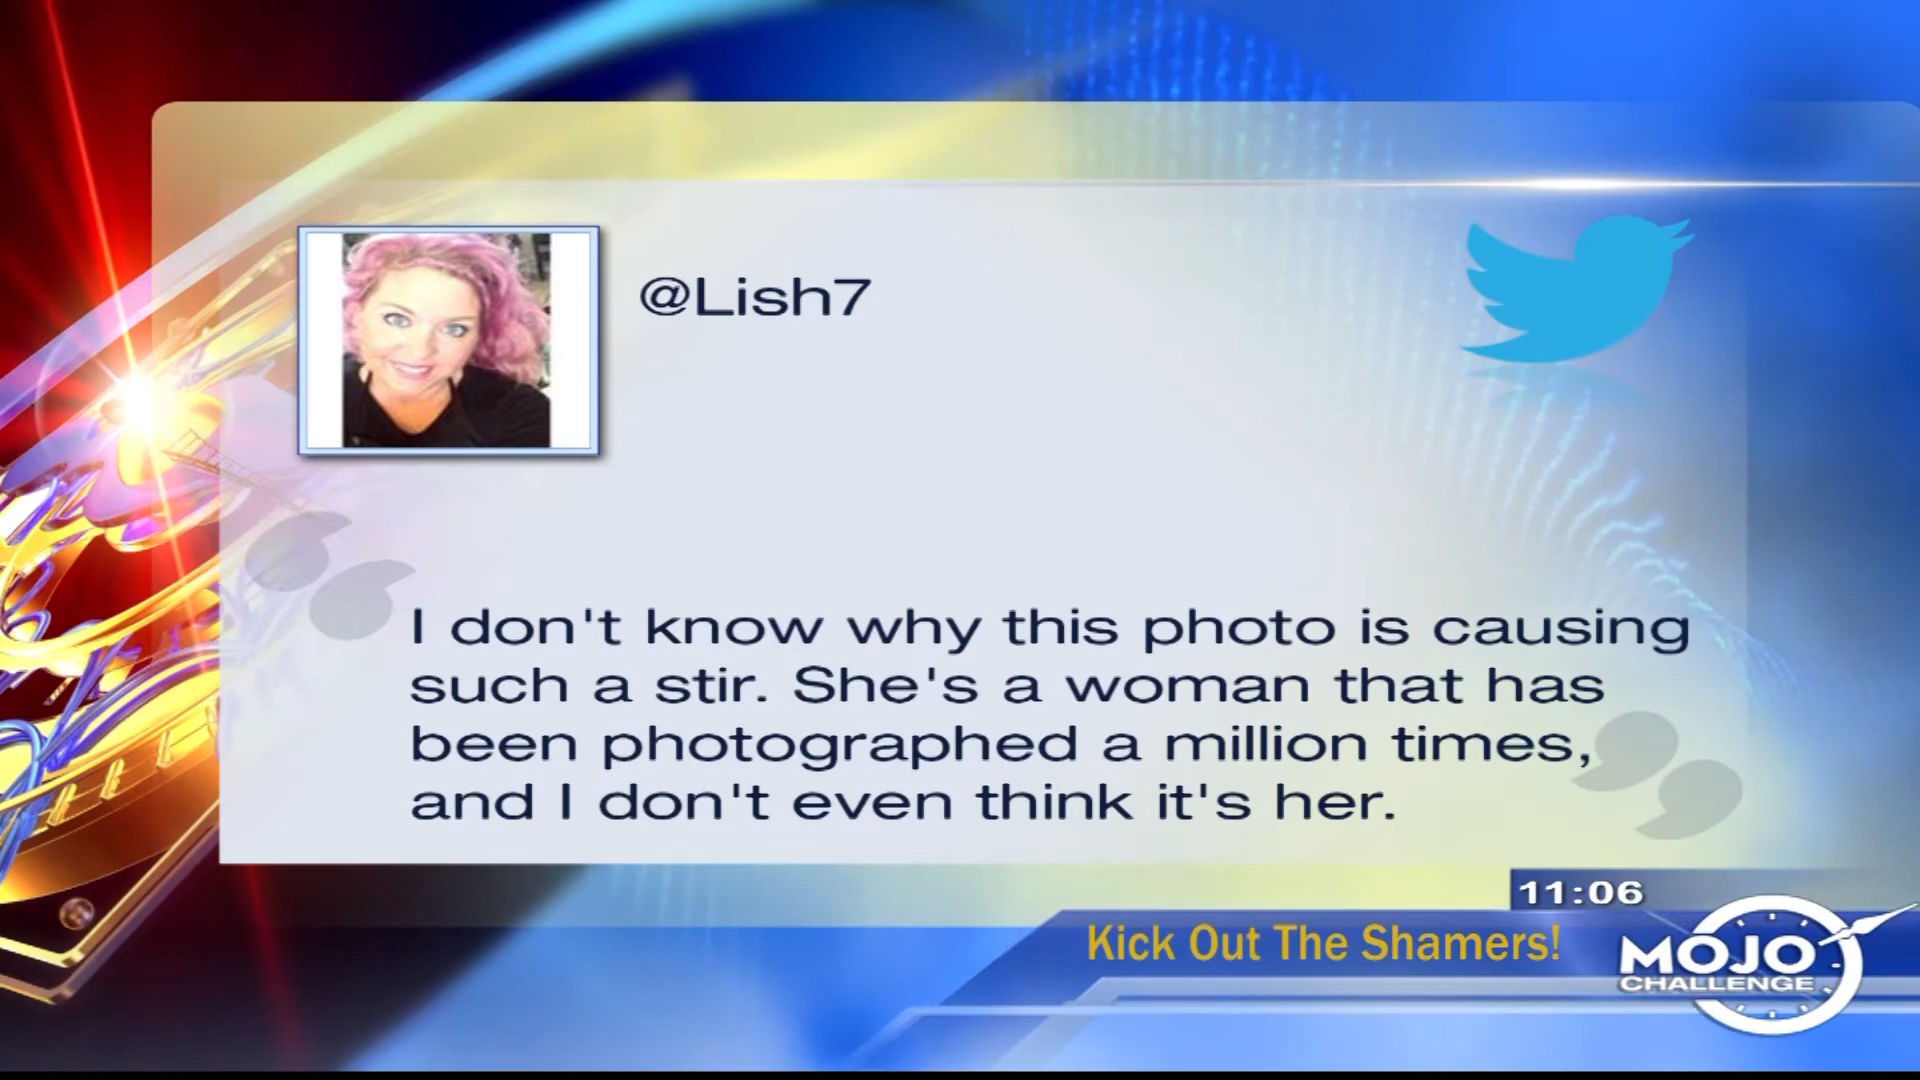 @Lish7
I don't know why this photo is causing
such a stir. She's a woman that has
been photographed a million times,
and I don't even think it's her.
11:06
Kick Out The Shamers!
MOJO
CHALLENGE